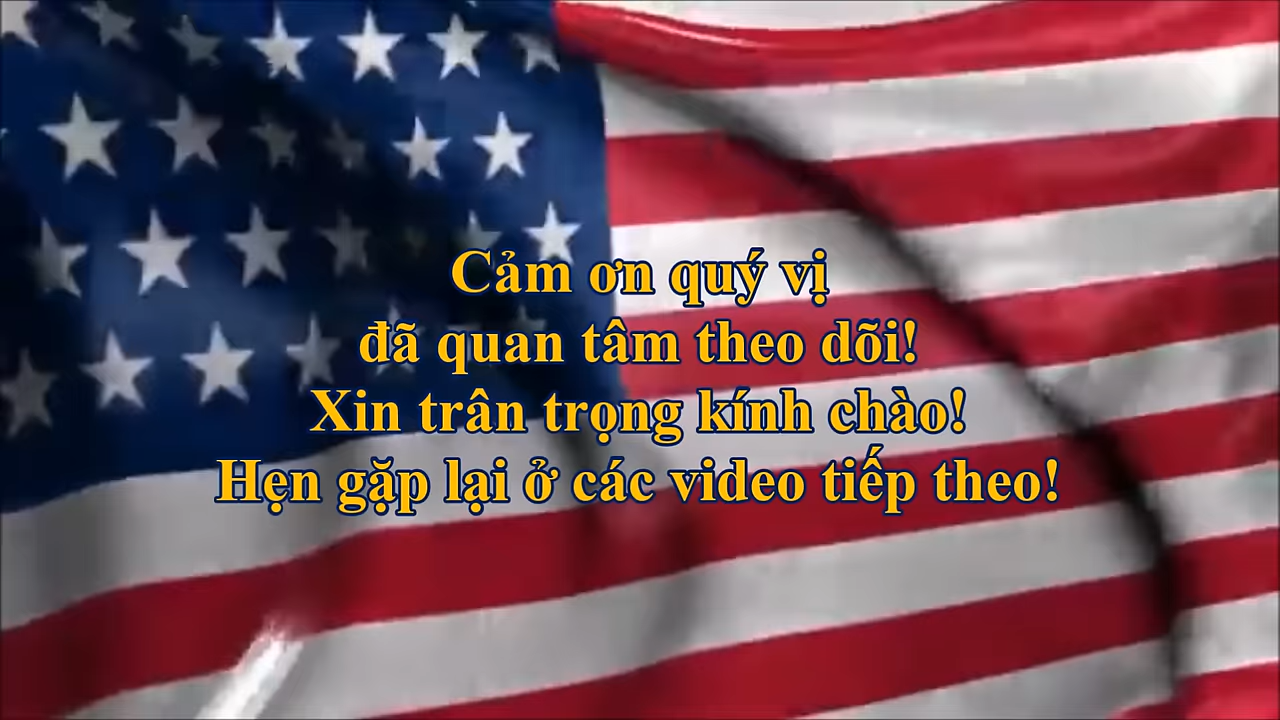 Cảm ơn quý vị
đã quan tâm theo dõi!
Xin trân trọng kính chào!
Hẹn gặp lại ở các video tiếp theo!